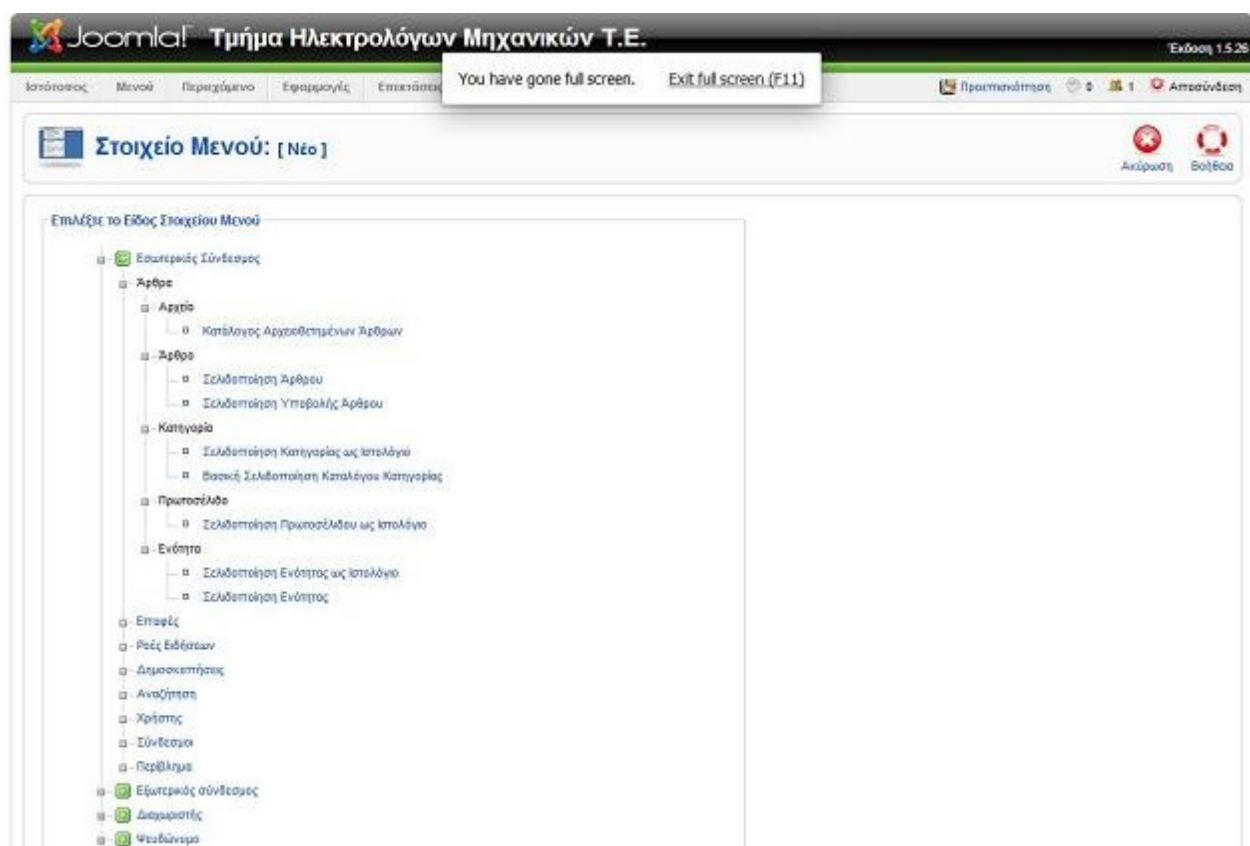 Joomla! Τμήμα Ηλεκτρολόγων Μηχανικών Τ.Ε.
Έκδοση 1.5.26
Ιστότοπος Μενού Περιεχόμενο Εφαρμογές Επεκτάσεις
You have gone full screen. Exit full screen (F11)
Προεπισκόπηση 0 1 Αποσύνδεση
Στοιχείο Μενού: [ Νέο ]
Ακύρωση Βοήθεια
Επιλέξτε το Είδος Στοιχείου Μενού
Εσωτερικός Σύνδεσμος
Άρθρα
Αρχείο
Κατάλογος Αρχειοθετημένων Άρθρων
Άρθρο
Σελιδοποίηση Άρθρου
Σελιδοποίηση Υποβολής Άρθρου
Κατηγορία
Σελιδοποίηση Κατηγορίας ως Ιστολόγιο
Βασική Σελιδοποίηση Καταλόγου Κατηγορίας
Πρωτοσέλιδο
Σελιδοποίηση Πρωτοσέλιδου ως Ιστολόγιο
Ενότητα
Σελιδοποίηση Ενότητας ως Ιστολόγιο
Σελιδοποίηση Ενότητας
Επαφές
Ροές Ειδήσεων
Δημοσκοπήσεις
Αναζήτηση
Χρήστης
Σύνδεσμοι
Περίβλημα
Εξωτερικός σύνδεσμος
Διαχωριστής
Ψευδώνυμο